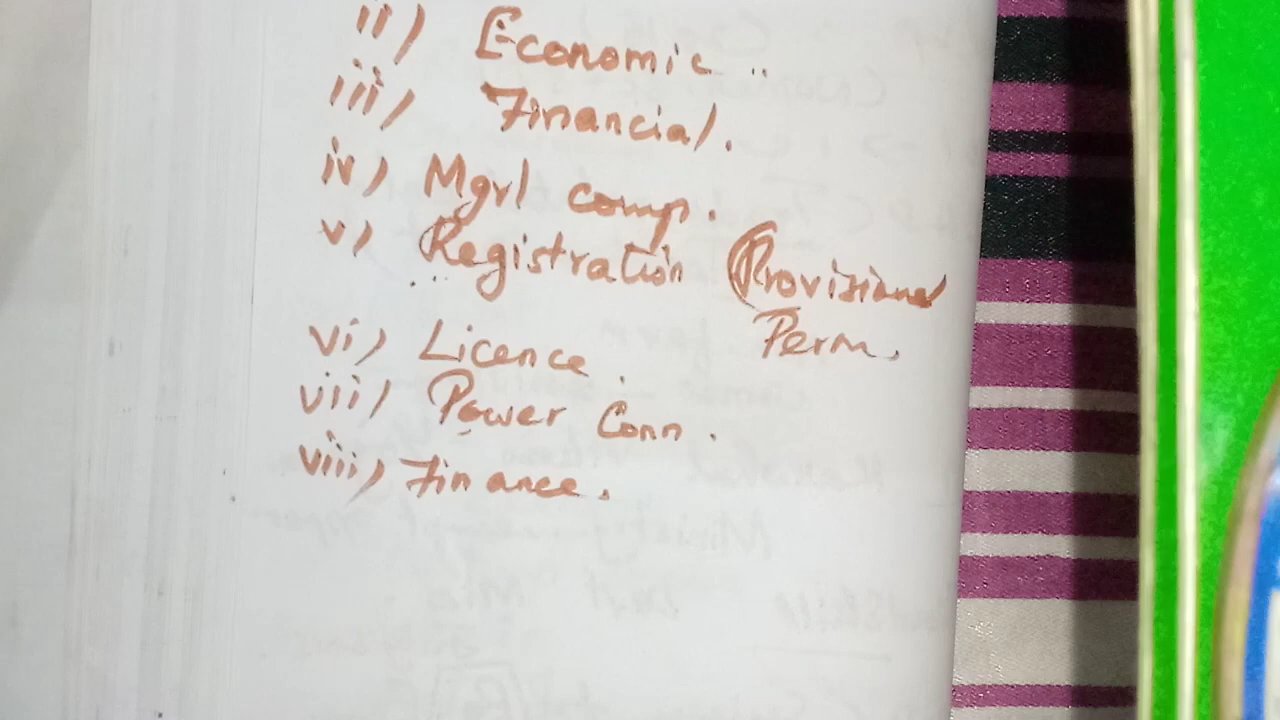 ii) Economic "
iii) Financial.
iv) Mgrl comp.
v) Registration (Provisional
Perm.
vi) Licence.
vii) Power Conn.
viii) Finance.